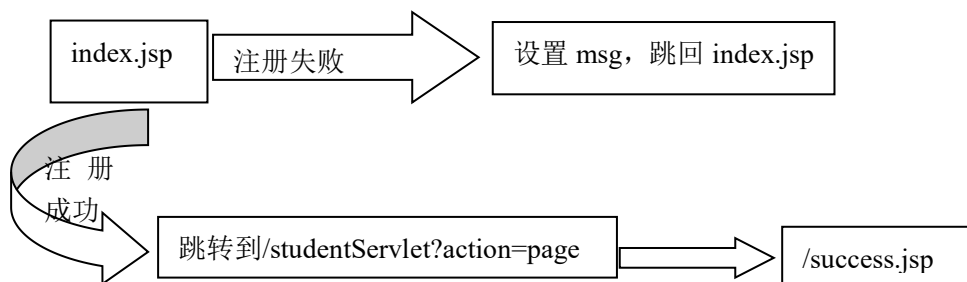 index.jsp
注册失败
设置 msg，跳回 index.jsp
注 册
成功
跳转到/studentServlet?action=page
/success.jsp